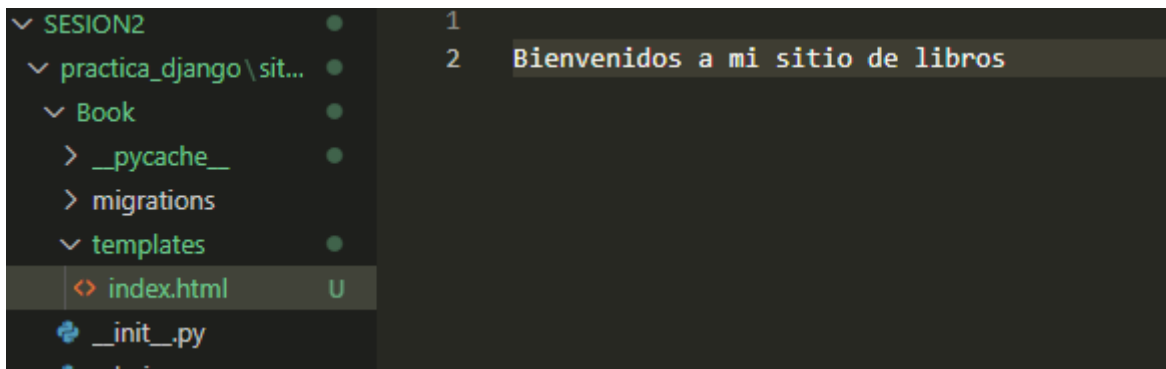 SESION2
practica_django\sit...
Book
__pycache__
migrations
templates
index.html U
__init__.py
1
2 Bienvenidos a mi sitio de libros